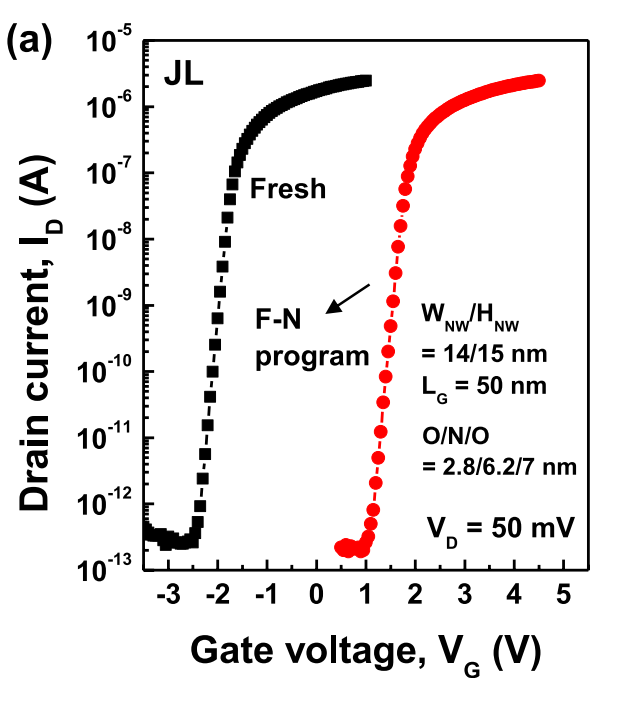 (a)
JL
Fresh
F-N
program
W_NW/H_NW
= 14/15 nm
L_G = 50 nm
O/N/O
= 2.8/6.2/7 nm
V_D = 50 mV
Drain current, I_D (A)
10^-5
10^-6
10^-7
10^-8
10^-9
10^-10
10^-11
10^-12
10^-13
-3 -2 -1 0 1 2 3 4 5
Gate voltage, V_G (V)